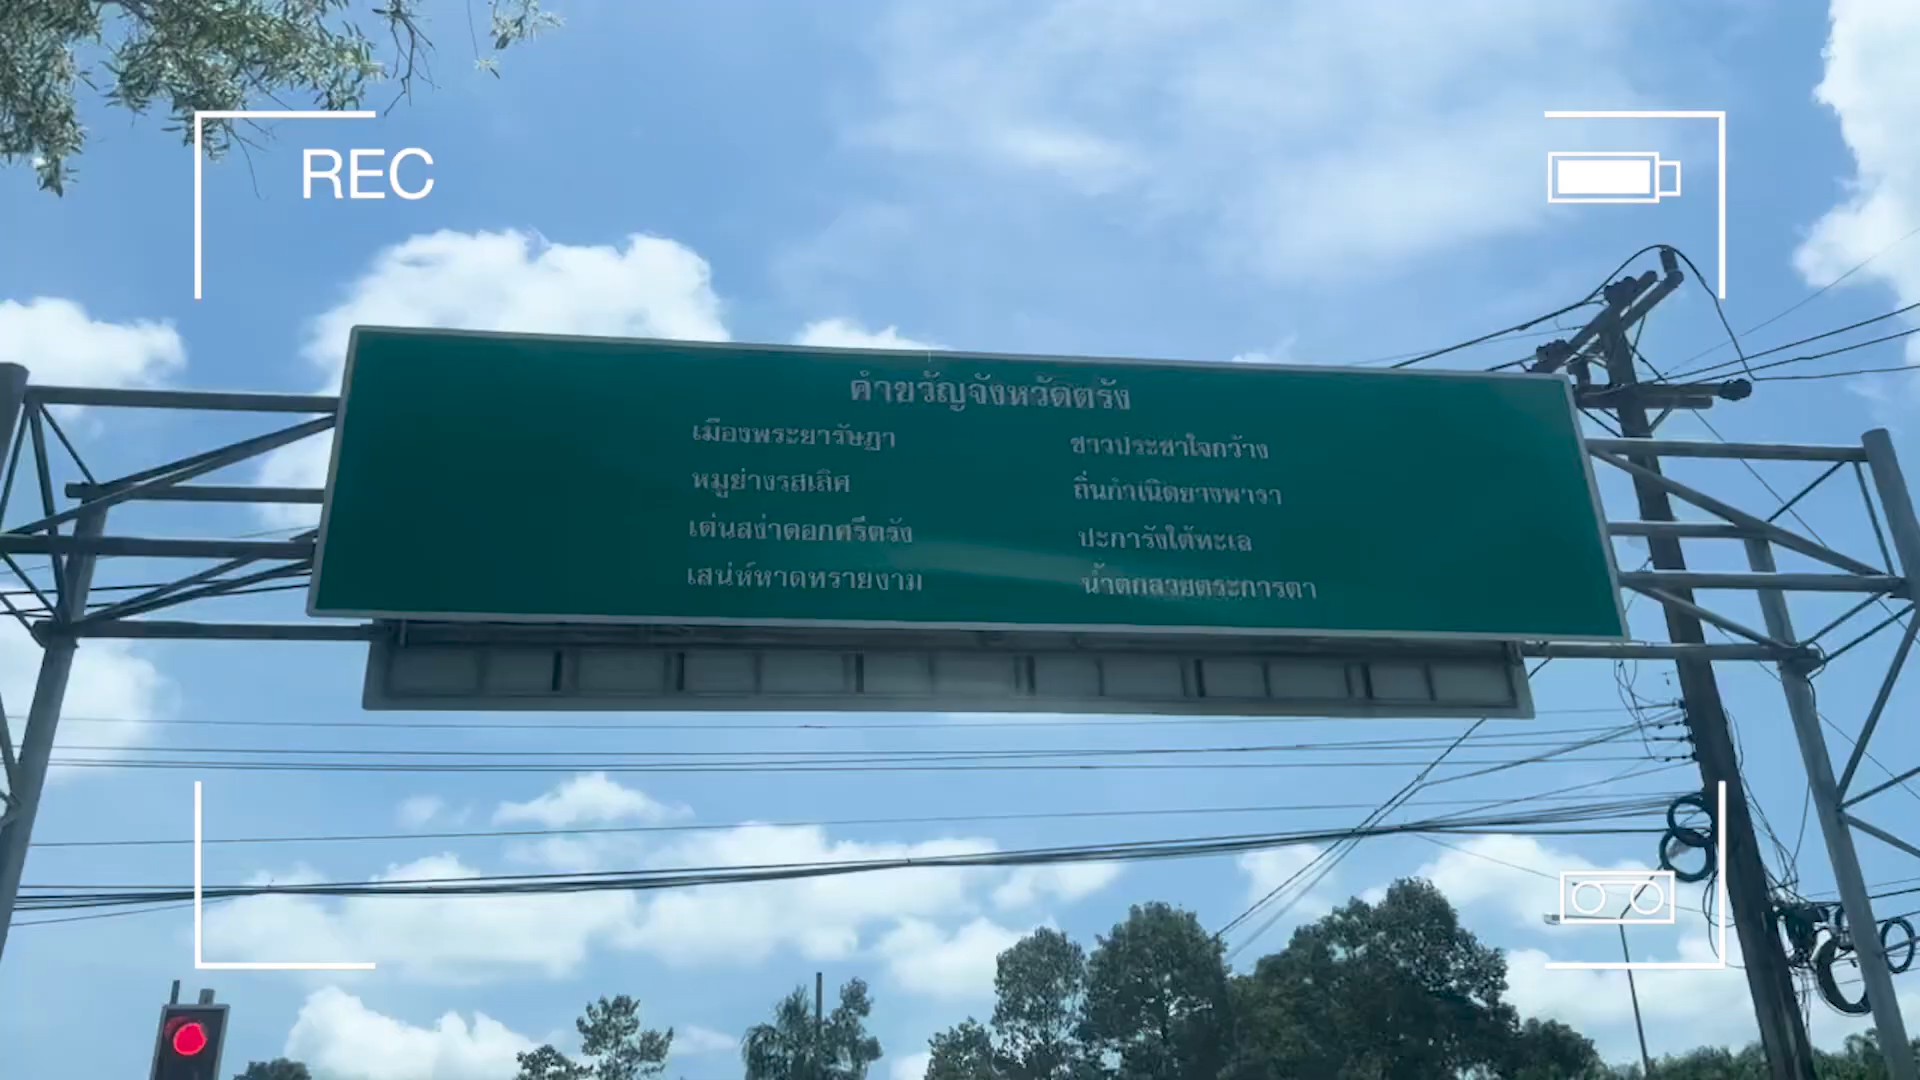 REC
คำขวัญจังหวัดตรัง
เมืองพระยารัษฎา ชาวประชาใจกว้าง
หมูย่างรสเลิศ ถิ่นกำเนิดยางพารา
เด่นสง่าดอกศรีตรัง ปะการังใต้ทะเล
เสน่ห์หาดทรายงาม น้ำตกสวยตระการตา